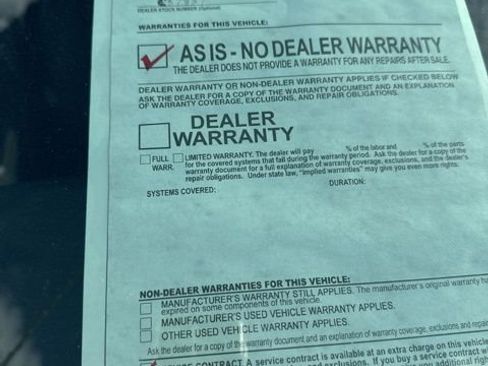 DEALER STOCK NUMBER (Optional)
WARRANTIES FOR THIS VEHICLE:
AS IS - NO DEALER WARRANTY
THE DEALER DOES NOT PROVIDE A WARRANTY FOR ANY REPAIRS AFTER SALE.
DEALER WARRANTY OR NON-DEALER WARRANTY APPLIES IF CHECKED BELOW
ASK THE DEALER FOR A COPY OF THE WARRANTY DOCUMENT AND AN EXPLANATION
OF WARRANTY COVERAGE, EXCLUSIONS, AND REPAIR OBLIGATIONS.
DEALER
WARRANTY
FULL WARR.
LIMITED WARRANTY. The dealer will pay % of the labor and % of the parts
for the covered systems that fail during the warranty period. Ask the dealer for a copy of the
warranty document for a full explanation of warranty coverage, exclusions, and the dealer's
repair obligations. Under state law, "implied warranties" may give you even more rights.
SYSTEMS COVERED: DURATION:
NON-DEALER WARRANTIES FOR THIS VEHICLE:
MANUFACTURER'S WARRANTY STILL APPLIES. The manufacturer's original warranty ha
expired on some components of this vehicle.
MANUFACTURER'S USED VEHICLE WARRANTY APPLIES.
OTHER USED VEHICLE WARRANTY APPLIES.
Ask the dealer for a copy of the warranty document and an explanation of warranty coverage, exclusions and repai
CONTRACT A service contract is available at an extra charge on this vehicle
exclusions. If you buy a service contract w
additional righ